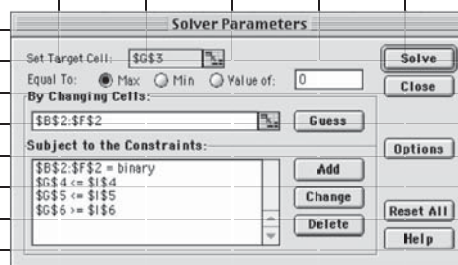 Solver Parameters
Set Target Cell: $G$3 Solve
Equal To: Max Min Value of: 0 Close
By Changing Cells:
$B$2:$F$2 Guess
Subject to the Constraints: Options
$B$2:$F$2 = binary Add
$G$4 <= $I$4
$G$5 <= $I$5 Change
$G$6 >= $I$6 Reset All
Delete
Help